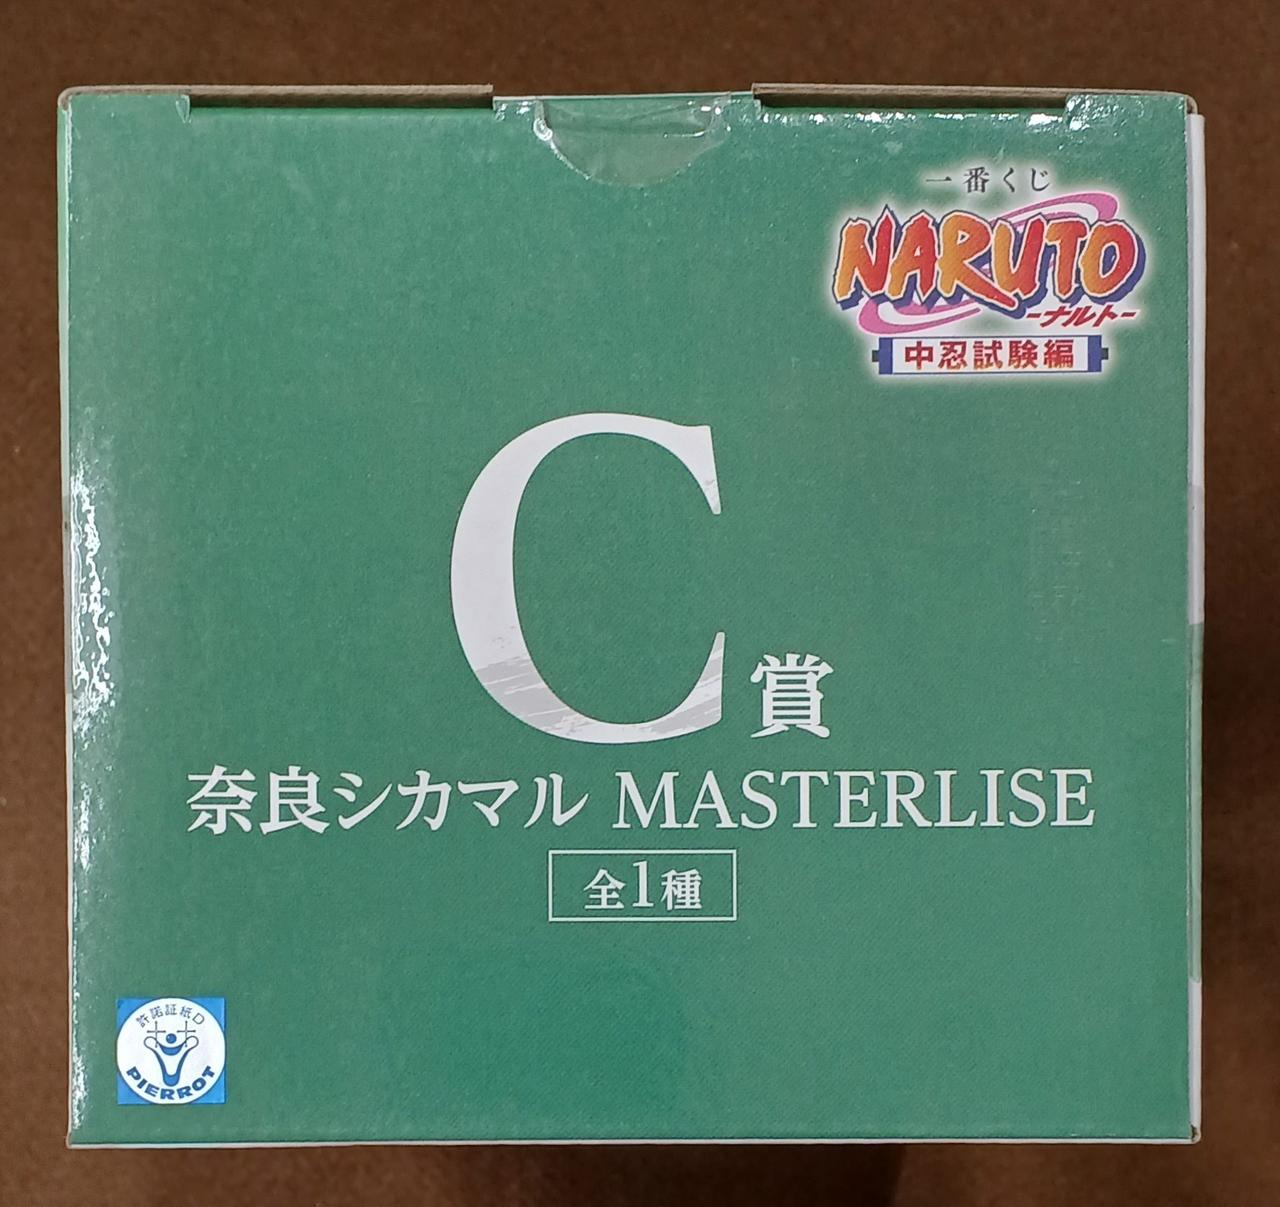 一番くじ
NARUTO
-ナルト-
中忍試験編
C賞
奈良シカマル MASTERLISE
全1種
許諾証紙D
PIERROT